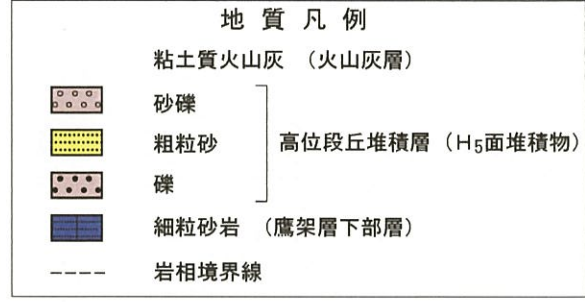 地質凡例
粘土質火山灰 (火山灰層)
砂礫
粗粒砂
高位段丘堆積層 (H₅面堆積物)
礫
細粒砂岩 (鷹架層下部層)
岩相境界線